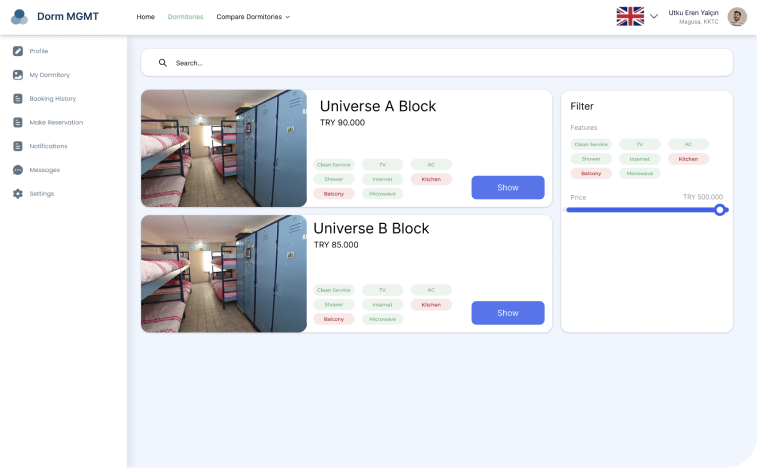 Dorm MGMT
Home
Dormitories
Compare Dormitories
Utku Eren Yalçın
Magusa, KKTC
Profile
My Dormitory
Booking History
Make Reservation
Notifications
Messages
Settings
Search...
Universe A Block
TRY 90.000
Clean Service
TV
AC
Shower
Internet
Kitchen
Balcony
Microwave
Show
Universe B Block
TRY 85.000
Clean Service
TV
AC
Shower
Internet
Kitchen
Balcony
Microwave
Show
Filter
Features
Clean Service
TV
AC
Shower
Internet
Kitchen
Balcony
Microwave
Price
TRY 500.000